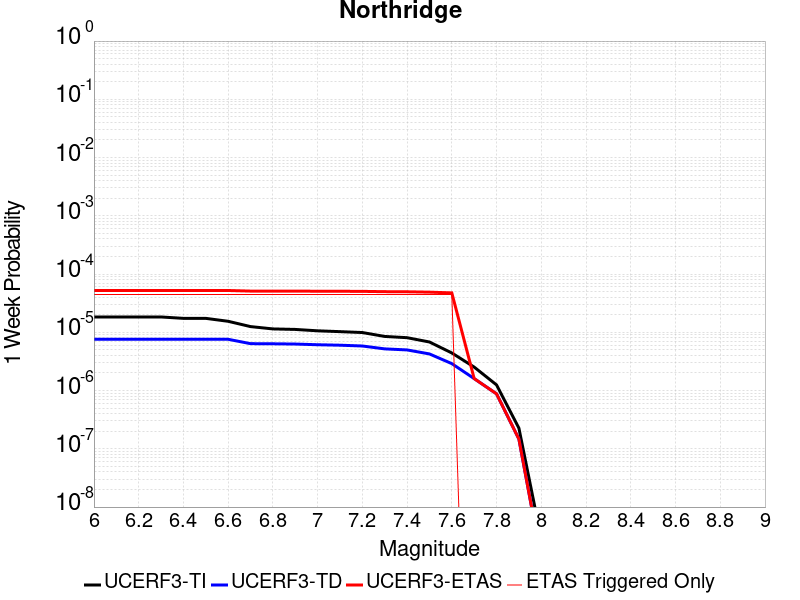 Northridge
10^0
10^-1
10^-2
10^-3
10^-4
10^-5
10^-6
10^-7
10^-8
1 Week Probability
6 6.2 6.4 6.6 6.8 7 7.2 7.4 7.6 7.8 8 8.2 8.4 8.6 8.8 9
Magnitude
UCERF3-TI UCERF3-TD UCERF3-ETAS ETAS Triggered Only